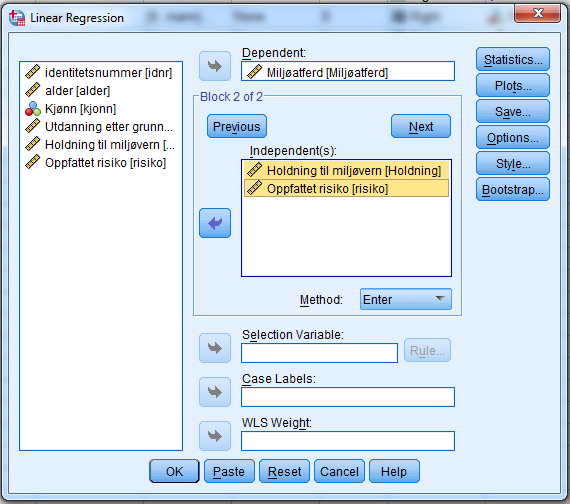 Linear Regression
identitetsnummer [idnr]
alder [alder]
Kjønn [kjonn]
Utdanning etter grunn...
Holdning til miljøvern [...
Oppfattet risiko [risiko]
Dependent:
Miljøatferd [Miljøatferd]
Block 2 of 2
Previous
Next
Independent(s):
Holdning til miljøvern [Holdning]
Oppfattet risiko [risiko]
Method:
Enter
Selection Variable:
Rule...
Case Labels:
WLS Weight:
Statistics...
Plots...
Save...
Options...
Style...
Bootstrap...
OK
Paste
Reset
Cancel
Help